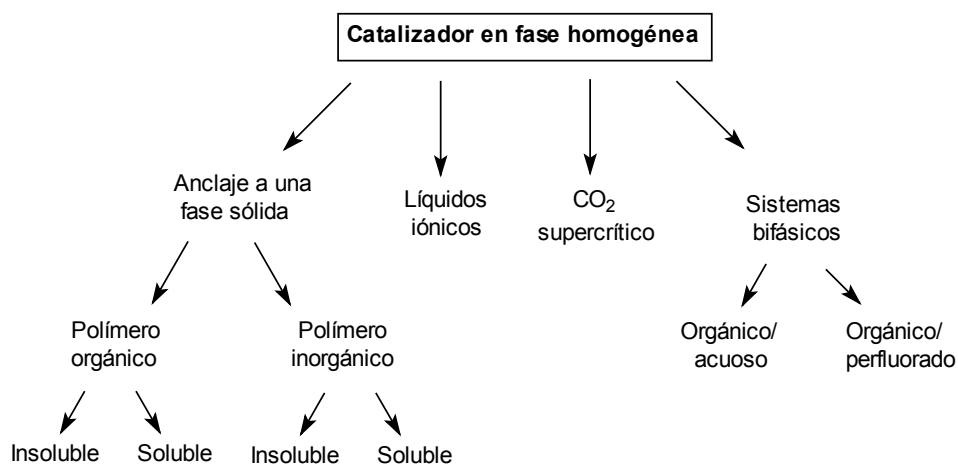 Catalizador en fase homogénea
Anclaje a una
fase sólida
Líquidos
iónicos
CO2
supercrítico
Sistemas
bifásicos
Polímero
orgánico
Polímero
inorgánico
Orgánico/
acuoso
Orgánico/
perfluorado
Insoluble
Soluble
Insoluble
Soluble